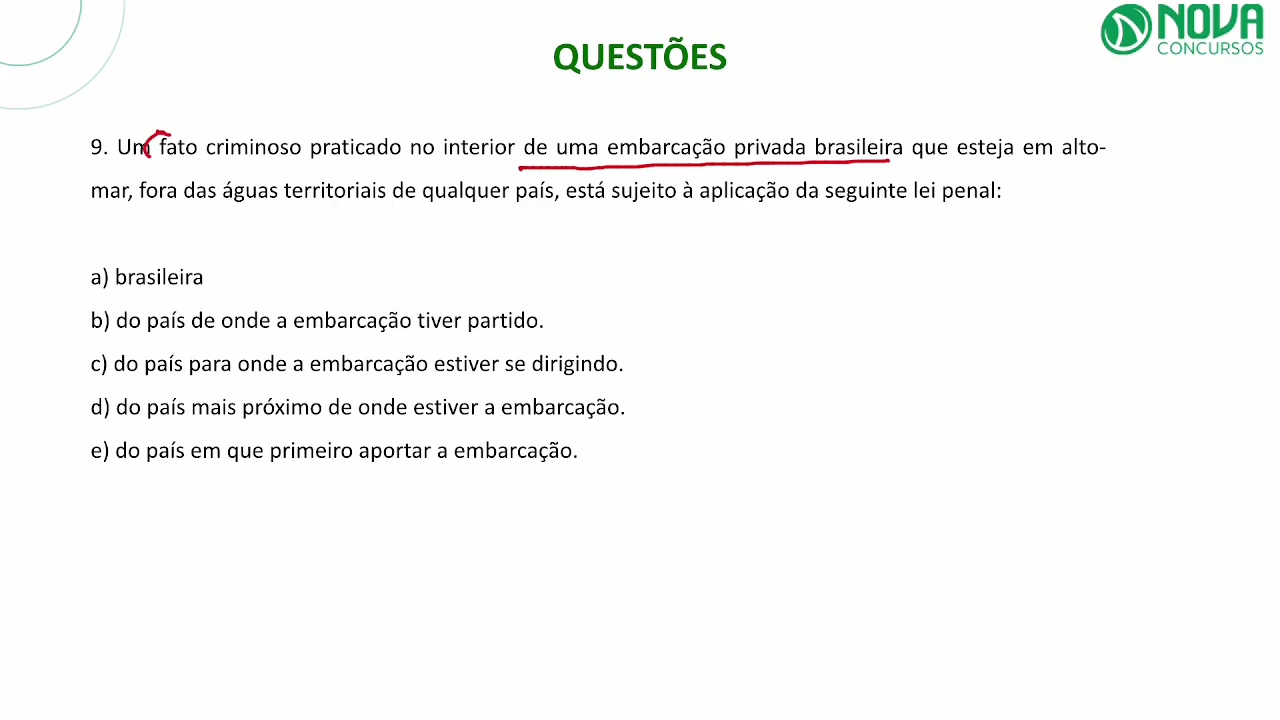 NOVA
CONCURSOS
QUESTÕES
9. Um fato criminoso praticado no interior de uma embarcação privada brasileira que esteja em alto-
mar, fora das águas territoriais de qualquer país, está sujeito à aplicação da seguinte lei penal:
a) brasileira
b) do país de onde a embarcação tiver partido.
c) do país para onde a embarcação estiver se dirigindo.
d) do país mais próximo de onde estiver a embarcação.
e) do país em que primeiro aportar a embarcação.